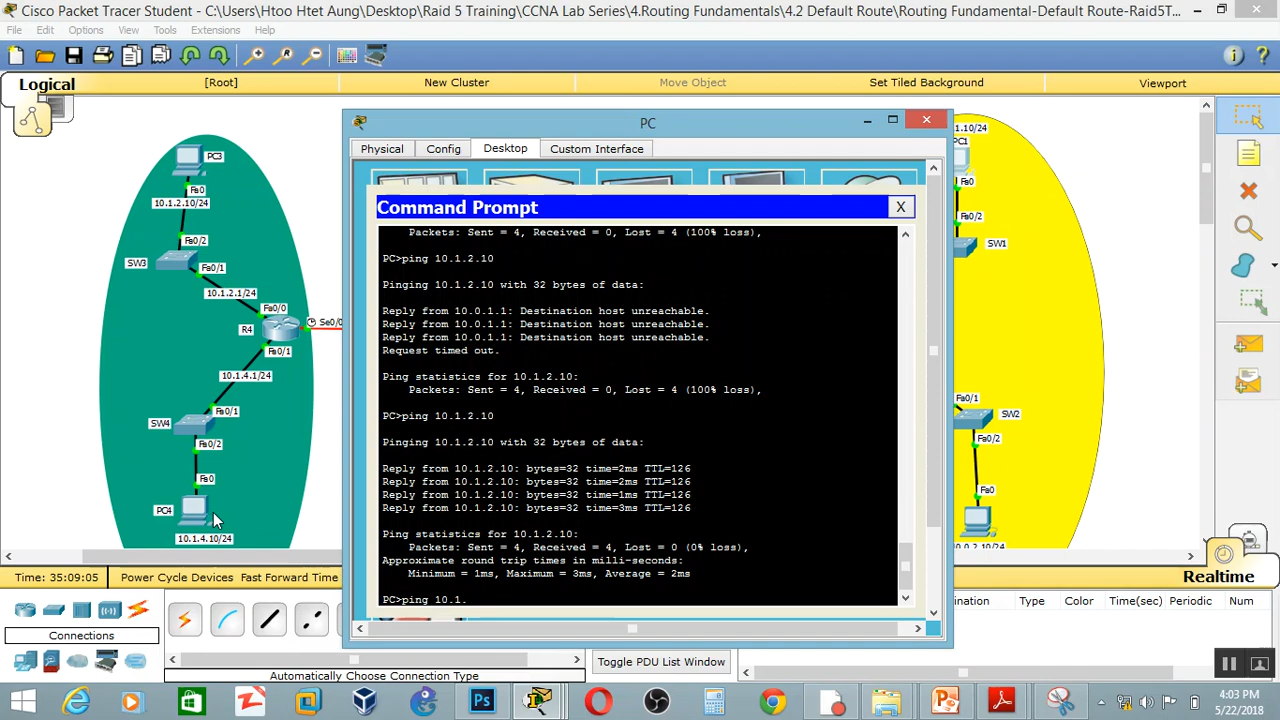 Cisco Packet Tracer Student - C:\Users\Htoo Htet Aung\Desktop\Raid 5 Training\CCNA Lab Series\4.Routing Fundamentals\4.2 Default Route\Routing Fundamental-Default Route-Raid5T...
File Edit Options View Tools Extensions Help
Logical [Root] New Cluster Move Object Set Tiled Background Viewport
PC
Physical Config Desktop Custom Interface
Command Prompt X
Packets: Sent = 4, Received = 0, Lost = 4 (100% loss),
PC>ping 10.1.2.10
Pinging 10.1.2.10 with 32 bytes of data:
Reply from 10.0.1.1: Destination host unreachable.
Reply from 10.0.1.1: Destination host unreachable.
Reply from 10.0.1.1: Destination host unreachable.
Request timed out.
Ping statistics for 10.1.2.10:
Packets: Sent = 4, Received = 0, Lost = 4 (100% loss),
PC>ping 10.1.2.10
Pinging 10.1.2.10 with 32 bytes of data:
Reply from 10.1.2.10: bytes=32 time=2ms TTL=126
Reply from 10.1.2.10: bytes=32 time=2ms TTL=126
Reply from 10.1.2.10: bytes=32 time=1ms TTL=126
Reply from 10.1.2.10: bytes=32 time=3ms TTL=126
Ping statistics for 10.1.2.10:
Packets: Sent = 4, Received = 4, Lost = 0 (0% loss),
Approximate round trip times in milli-seconds:
Minimum = 1ms, Maximum = 3ms, Average = 2ms
PC>ping 10.1.
PC3
Fa0
10.1.2.10/24
Fa0/2
SW3
Fa0/1
10.1.2.1/24
Fa0/0
R4 Se0/0
Fa0/1
10.1.4.1/24
Fa0/1
SW4
Fa0/2
Fa0
PC4
10.1.4.10/24
.1.10/24
PC1
Fa0
Fa0/2
SW1
Fa0/1
SW2
Fa0/2
Fa0
10.0.2.10/24
Time: 35:09:05 Power Cycle Devices Fast Forward Time
Realtime
Connections
Automatically Choose Connection Type
Toggle PDU List Window
ination Type Color Time(sec) Periodic Num
4:03 PM
5/22/2018